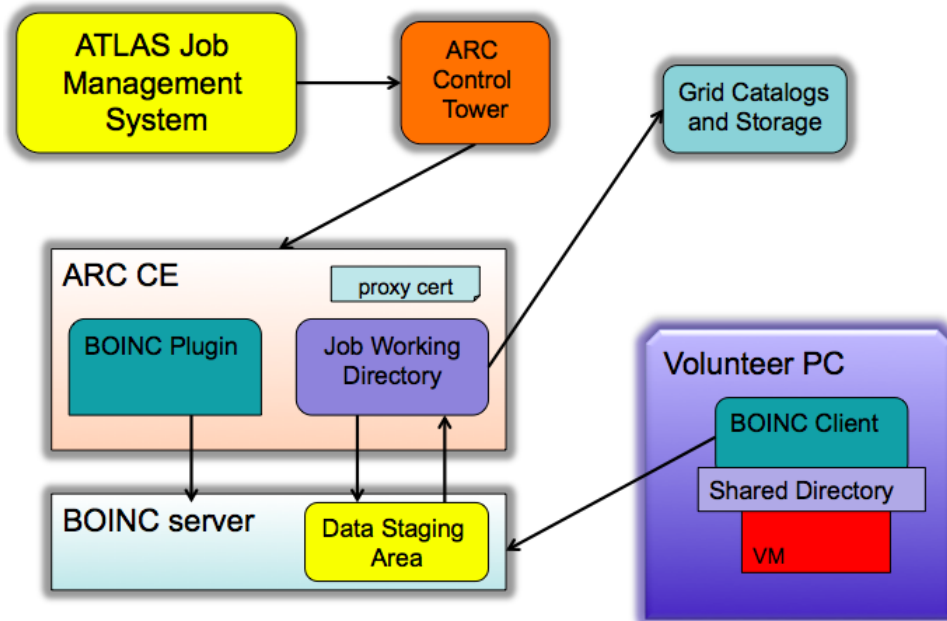 ATLAS Job
Management
System
ARC
Control
Tower
Grid Catalogs
and Storage
ARC CE
proxy cert
BOINC Plugin
Job Working
Directory
Volunteer PC
BOINC Client
Shared Directory
VM
BOINC server
Data Staging
Area